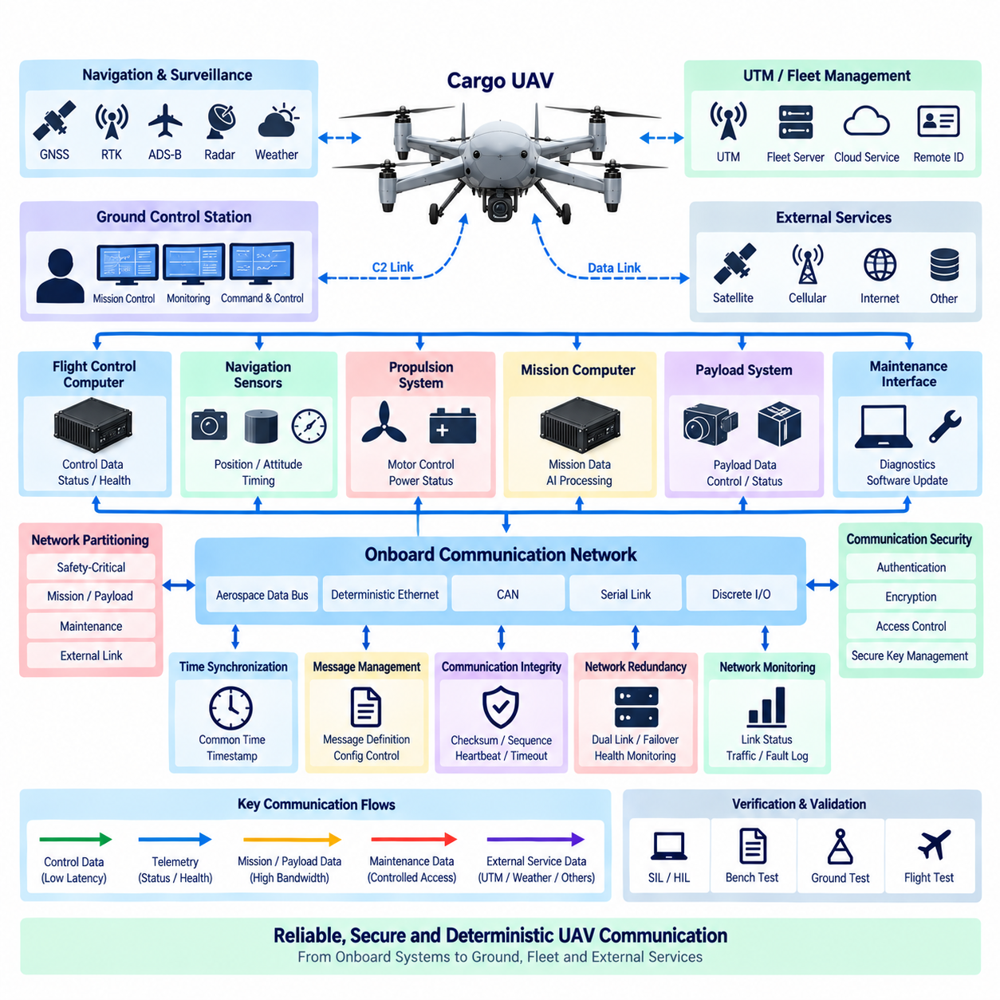 Cargo UAV
Navigation & Surveillance
GNSS
RTK
ADS-B
Radar
Weather
UTM / Fleet Management
UTM
Fleet Server
Cloud Service
Remote ID
Ground Control Station
Mission Control
Monitoring
Command & Control
C2 Link
Data Link
External Services
Satellite
Cellular
Internet
Other
Flight Control
Computer
Control Data
Status / Health
Navigation
Sensors
Position / Attitude
Timing
Propulsion
System
Motor Control
Power Status
Mission Computer
Mission Data
AI Processing
Payload System
Payload Data
Control / Status
Maintenance
Interface
Diagnostics
Software Update
Network Partitioning
Safety-Critical
Mission / Payload
Maintenance
External Link
Onboard Communication Network
Aerospace Data Bus
Deterministic Ethernet
CAN
Serial Link
Discrete I/O
Communication Security
Authentication
Encryption
Access Control
Secure Key Management
Time Synchronization
Common Time
Timestamp
Message Management
Message Definition
Config Control
Communication Integrity
Checksum / Sequence
Heartbeat / Timeout
Network Redundancy
Dual Link / Failover
Health Monitoring
Network Monitoring
Link Status
Traffic / Fault Log
Key Communication Flows
Control Data
(Low Latency)
Telemetry
(Status / Health)
Mission / Payload Data
(High Bandwidth)
Maintenance Data
(Controlled Access)
External Service Data
(UTM / Weather / Others)
Verification & Validation
SIL / HIL
Bench Test
Ground Test
Flight Test
Reliable, Secure and Deterministic UAV Communication
From Onboard Systems to Ground, Fleet and External Services